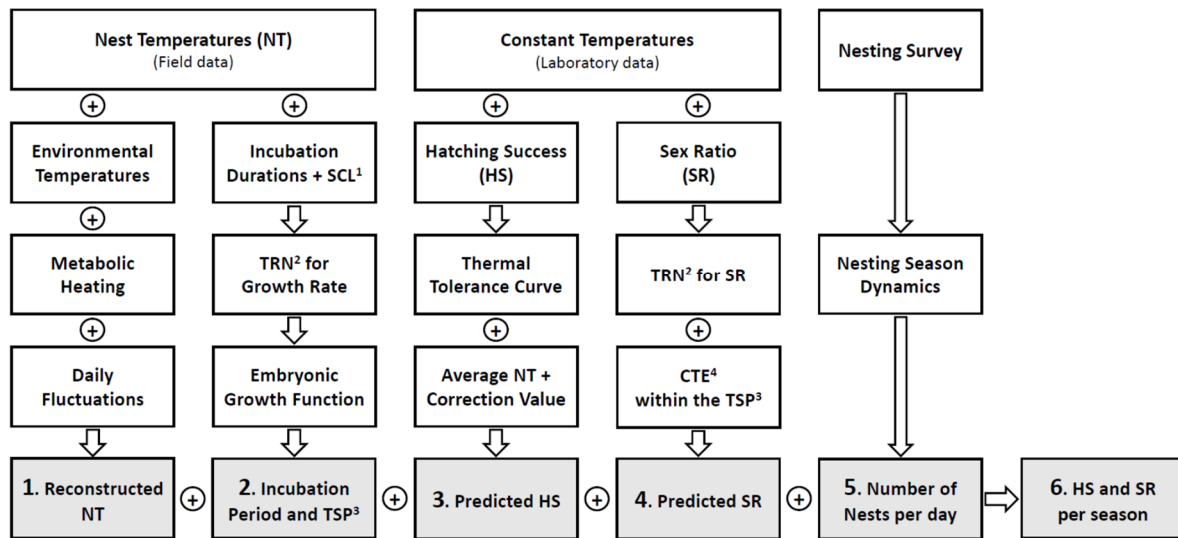 Nest Temperatures (NT)
(Field data)
Constant Temperatures
(Laboratory data)
Nesting Survey
+
+
+
+
Environmental
Temperatures
Incubation
Durations + SCL¹
Hatching Success
(HS)
Sex Ratio
(SR)
+
Metabolic
Heating
TRN² for
Growth Rate
Thermal
Tolerance Curve
TRN² for SR
Nesting Season
Dynamics
+
+
+
Daily
Fluctuations
Embryonic
Growth Function
Average NT +
Correction Value
CTE⁴
within the TSP³
1. Reconstructed
NT
+
2. Incubation
Period and TSP³
+
3. Predicted HS
+
4. Predicted SR
+
5. Number of
Nests per day
6. HS and SR
per season